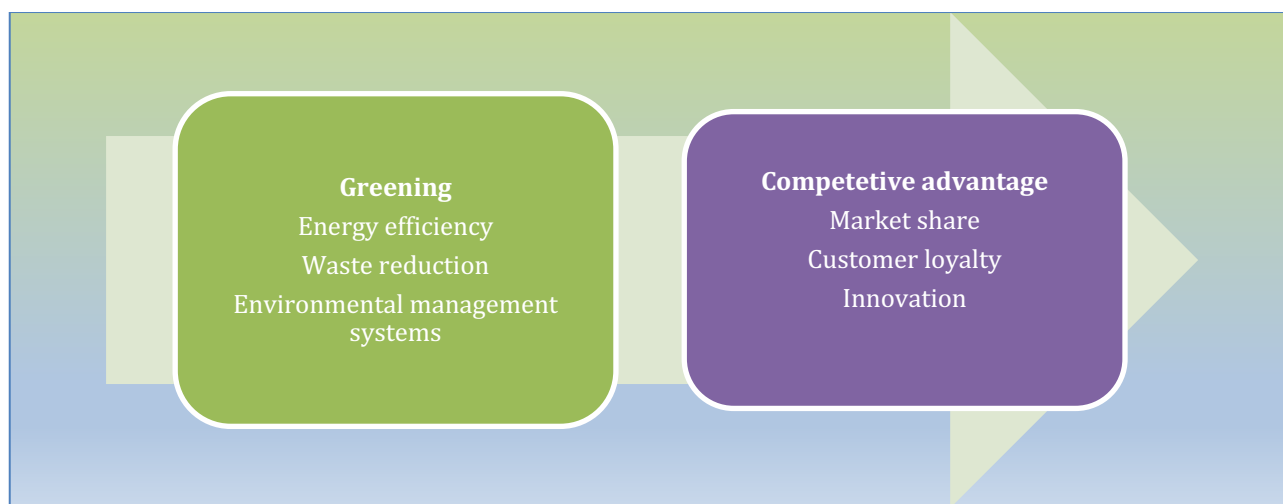 Greening
Energy efficiency
Waste reduction
Environmental management
systems
Competetive advantage
Market share
Customer loyalty
Innovation